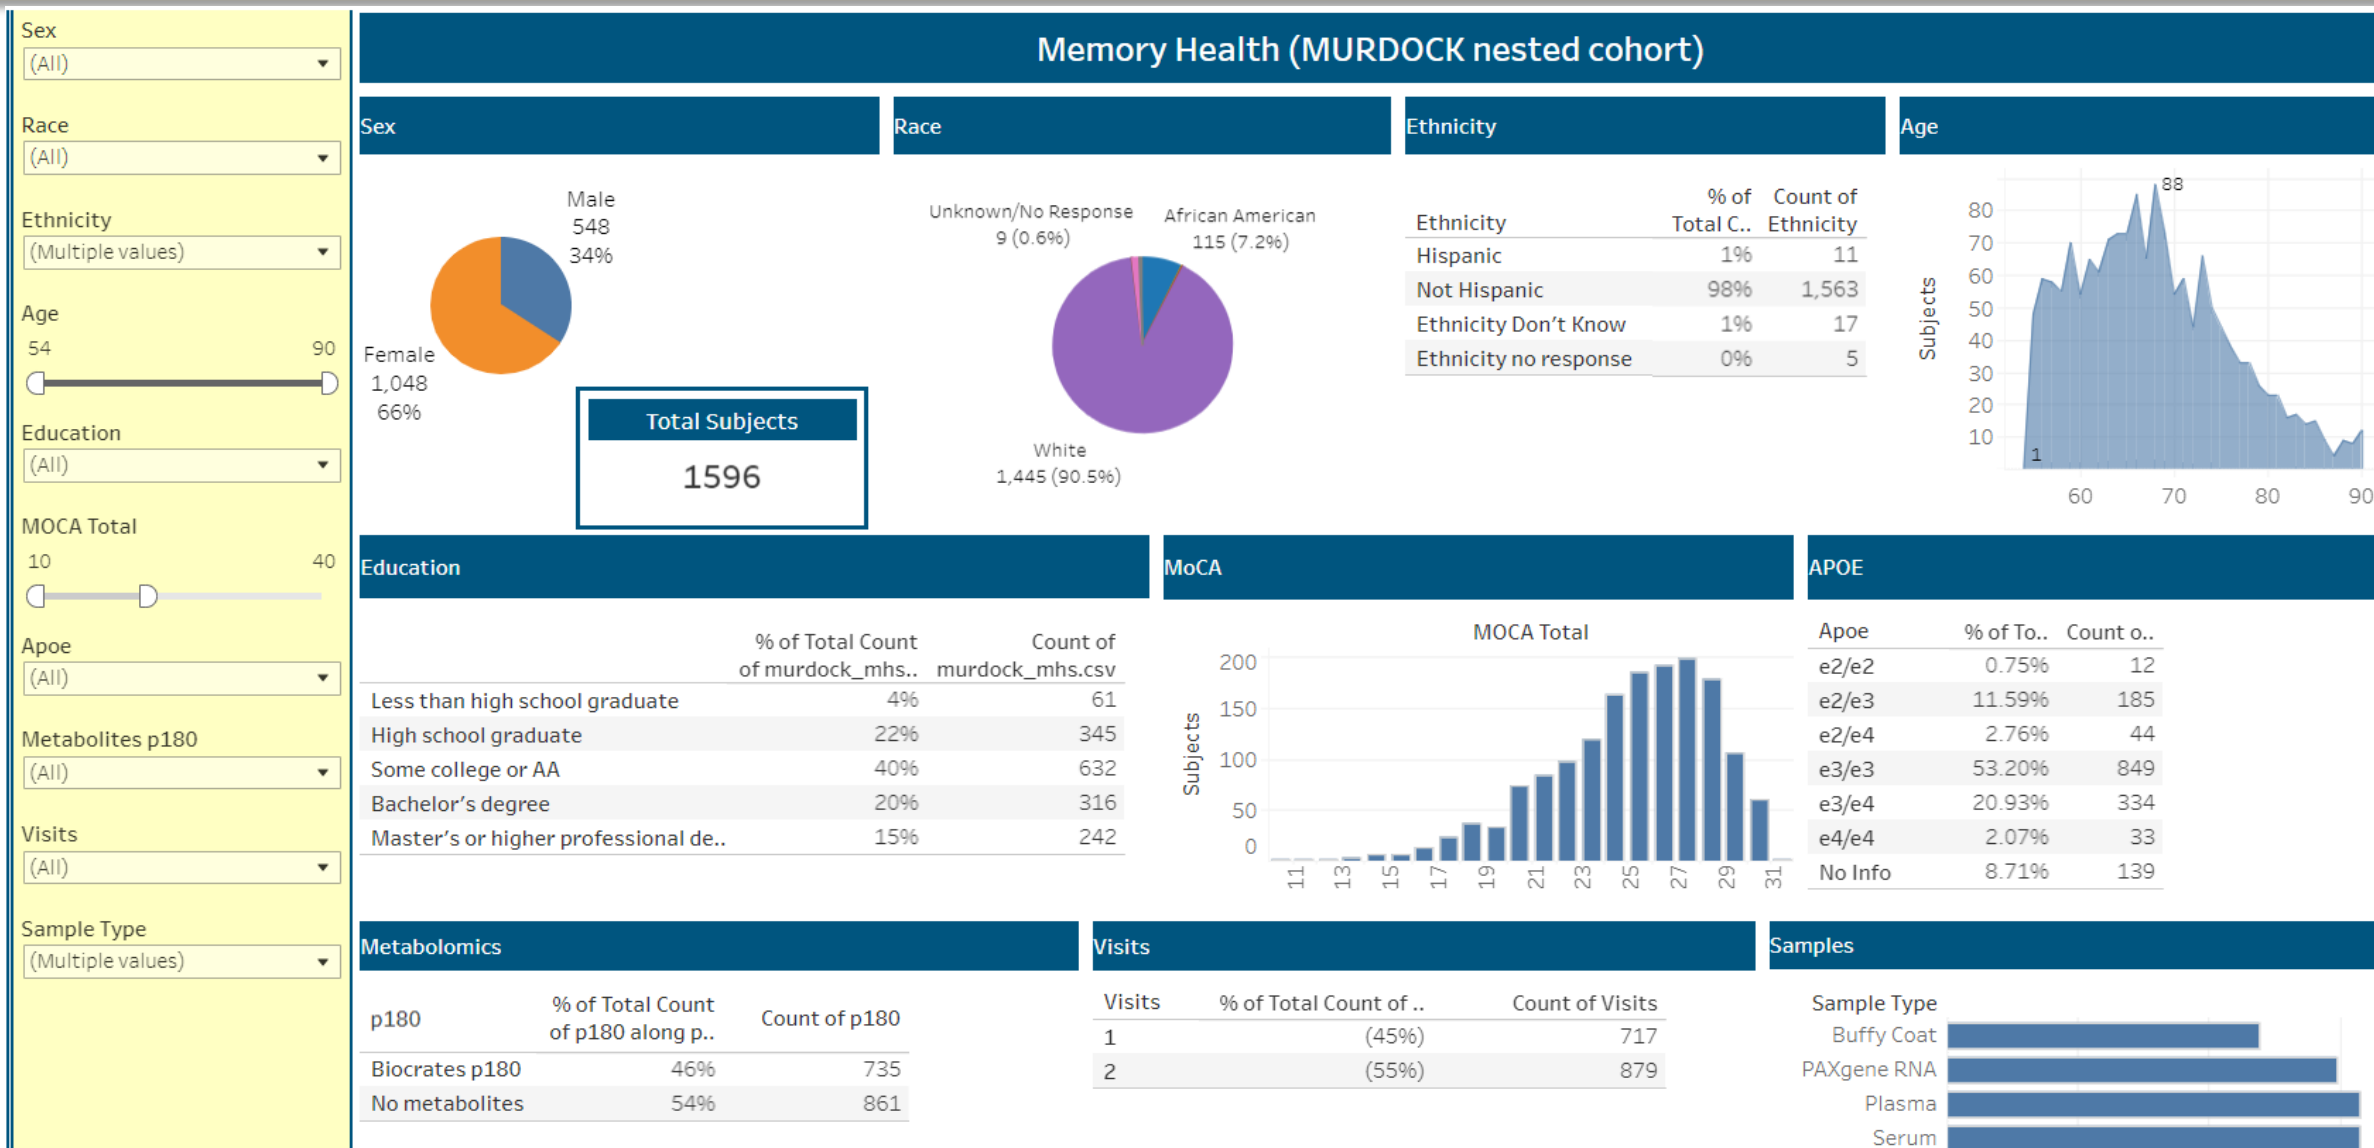 Sex
(All)
Race
(All)
Ethnicity
(Multiple values)
Age
54 90
Education
(All)
MOCA Total
10 40
Apoe
(All)
Metabolites p180
(All)
Visits
(All)
Sample Type
(Multiple values)
Memory Health (MURDOCK nested cohort)
Sex
Male
548
34%
Female
1,048
66%
Total Subjects
1596
Race
Unknown/No Response
9 (0.6%)
African American
115 (7.2%)
White
1,445 (90.5%)
Ethnicity
% of Count of
Ethnicity Total C.. Ethnicity
Hispanic 1% 11
Not Hispanic 98% 1,563
Ethnicity Don't Know 1% 17
Ethnicity no response 0% 5
Age
Subjects
80
70
60
50
40
30
20
10
88
1
60 70 80 90
Education
% of Total Count Count of
of murdock_mhs.. murdock_mhs.csv
Less than high school graduate 4% 61
High school graduate 22% 345
Some college or AA 40% 632
Bachelor's degree 20% 316
Master's or higher professional de.. 15% 242
MoCA
MOCA Total
Subjects
200
150
100
50
0
11 13 15 17 19 21 23 25 27 29 31
APOE
Apoe % of To.. Count o..
e2/e2 0.75% 12
e2/e3 11.59% 185
e2/e4 2.76% 44
e3/e3 53.20% 849
e3/e4 20.93% 334
e4/e4 2.07% 33
No Info 8.71% 139
Metabolomics
% of Total Count
p180 of p180 along p.. Count of p180
Biocrates p180 46% 735
No metabolites 54% 861
Visits
Visits % of Total Count of .. Count of Visits
1 (45%) 717
2 (55%) 879
Samples
Sample Type
Buffy Coat
PAXgene RNA
Plasma
Serum